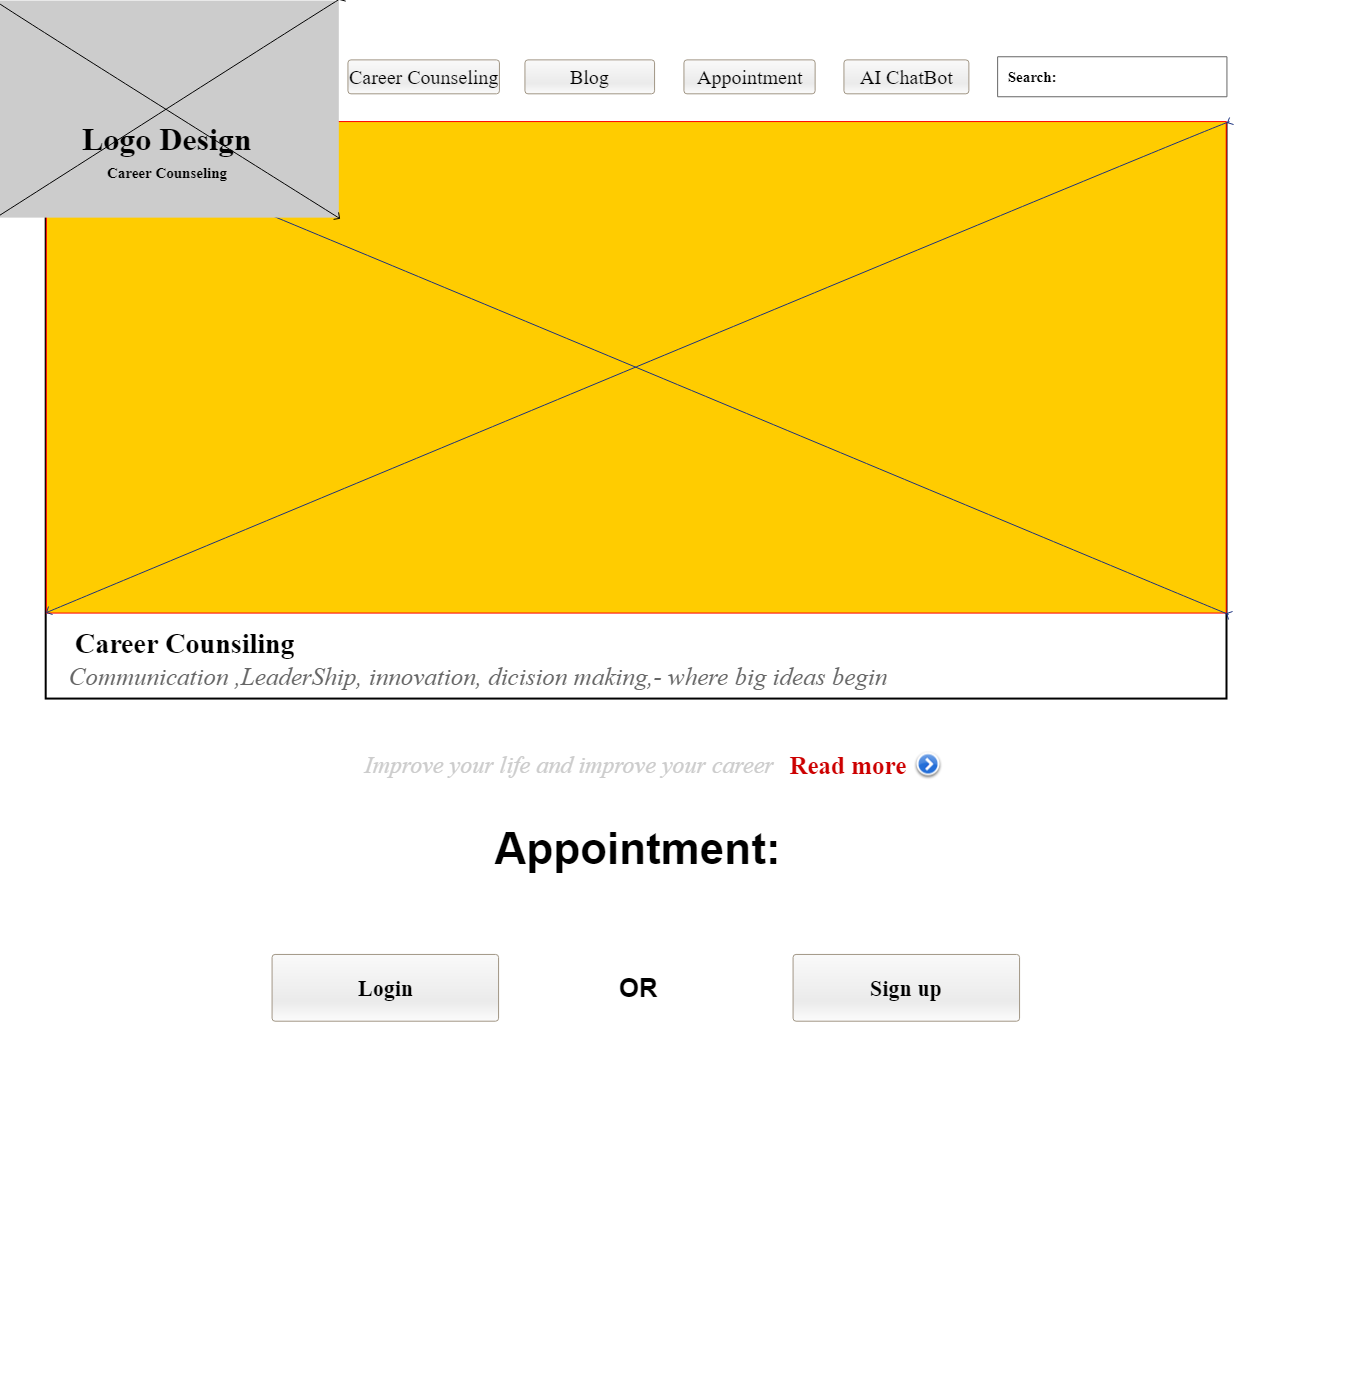 Career Counseling
Blog
Appointment
AI ChatBot
Search:
Logo Design
Career Counseling
Career Counsiling
Communication ,LeaderShip, innovation, dicision making,- where big ideas begin
Improve your life and improve your career Read more
Appointment:
Login
OR
Sign up